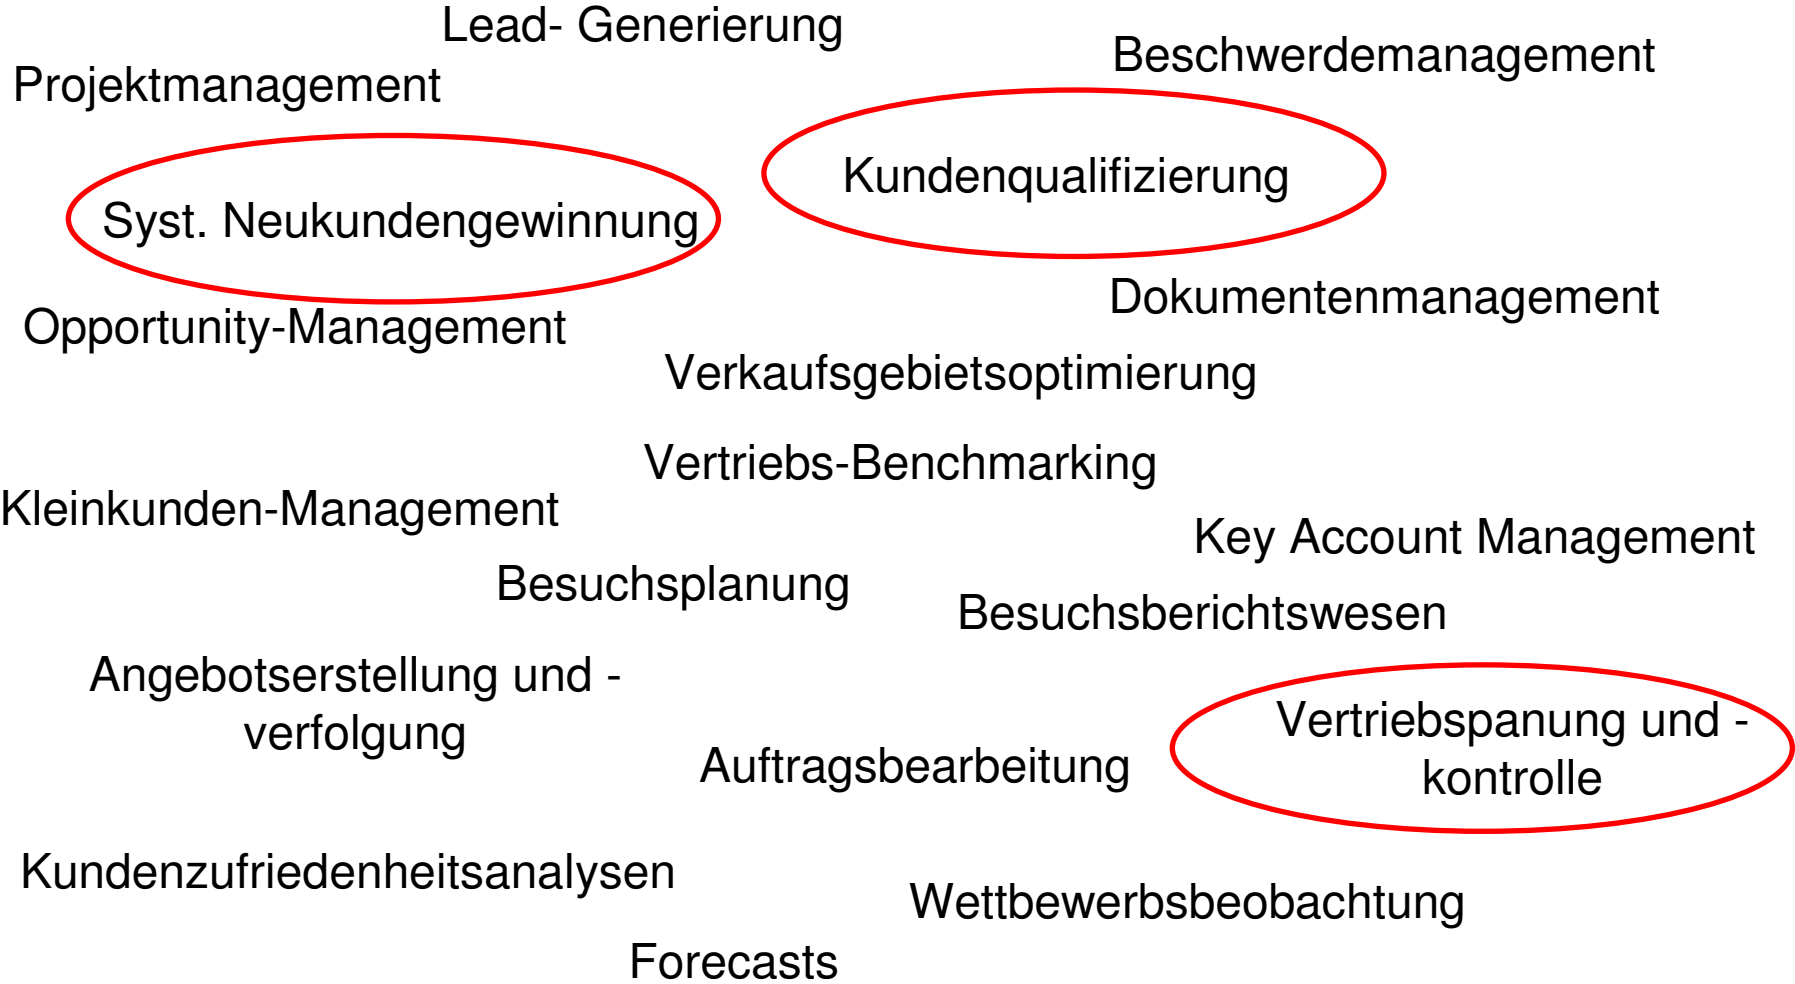 Lead- Generierung
Beschwerdemanagement
Projektmanagement
Kundenqualifizierung
Syst. Neukundengewinnung
Dokumentenmanagement
Opportunity-Management
Verkaufsgebietsoptimierung
Vertriebs-Benchmarking
Kleinkunden-Management
Key Account Management
Besuchsplanung
Besuchsberichtswesen
Angebotserstellung und -
verfolgung
Vertriebspanung und -
kontrolle
Auftragsbearbeitung
Kundenzufriedenheitsanalysen
Wettbewerbsbeobachtung
Forecasts